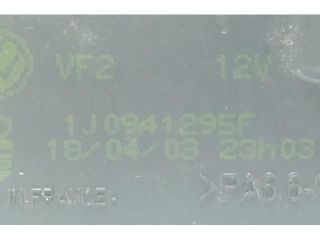 VF2 12V
1J0941295F
18/04/03 23h03
IN FRANCE >PA6.6-